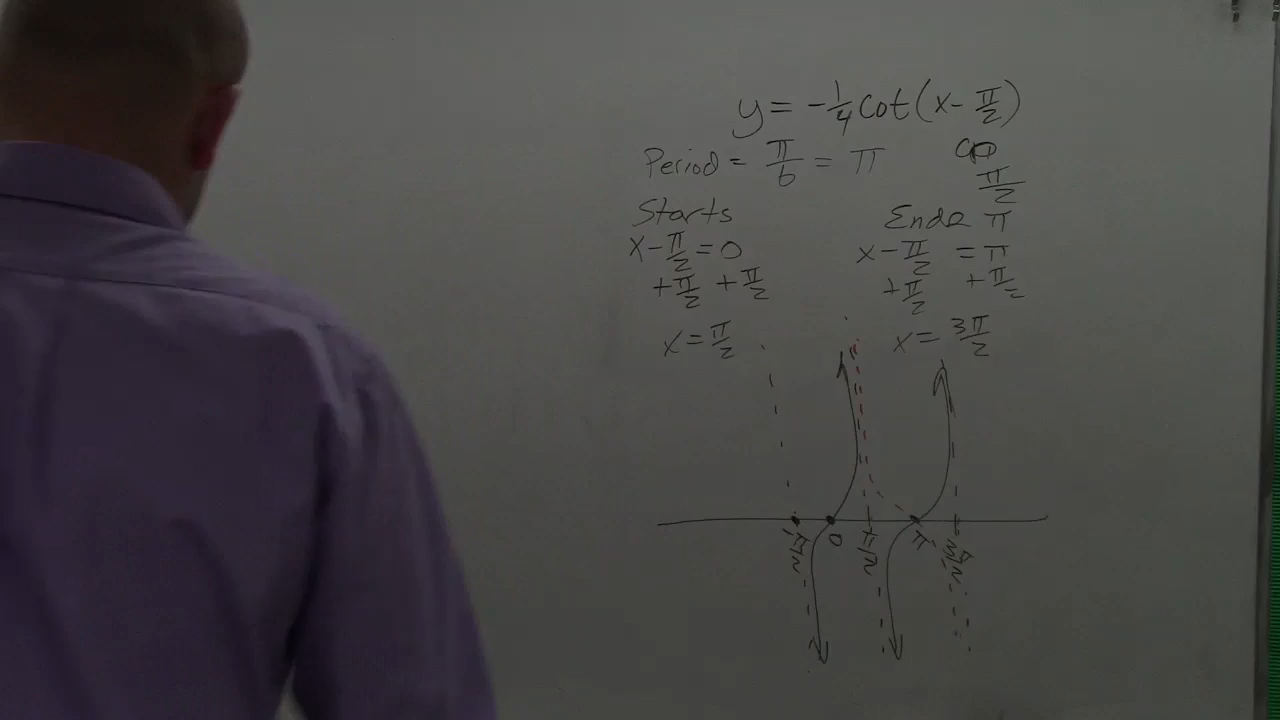 y = -1/4 cot(x - π/2)
Period = π/b = π
π/2
Starts
x - π/2 = 0
+π/2 +π/2
x = π/2
Ends π
x - π/2 = π
+π/2 +π/2
x = 3π/2
-π/2 0 π/2 π 3π/2